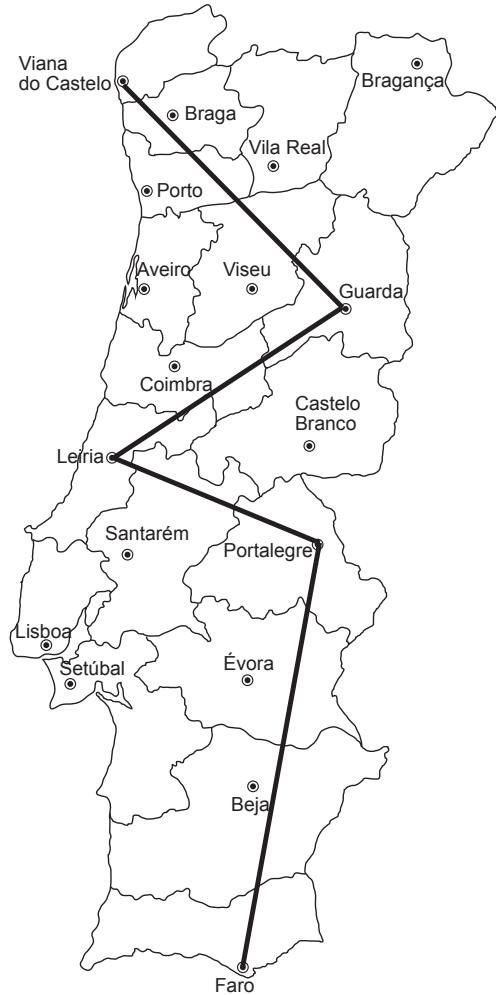 Viana
do Castelo
Bragança
Braga
Vila Real
Porto
Aveiro
Viseu
Guarda
Coimbra
Castelo
Branco
Leiria
Santarém
Portalegre
Lisboa
Setúbal
Évora
Beja
Faro